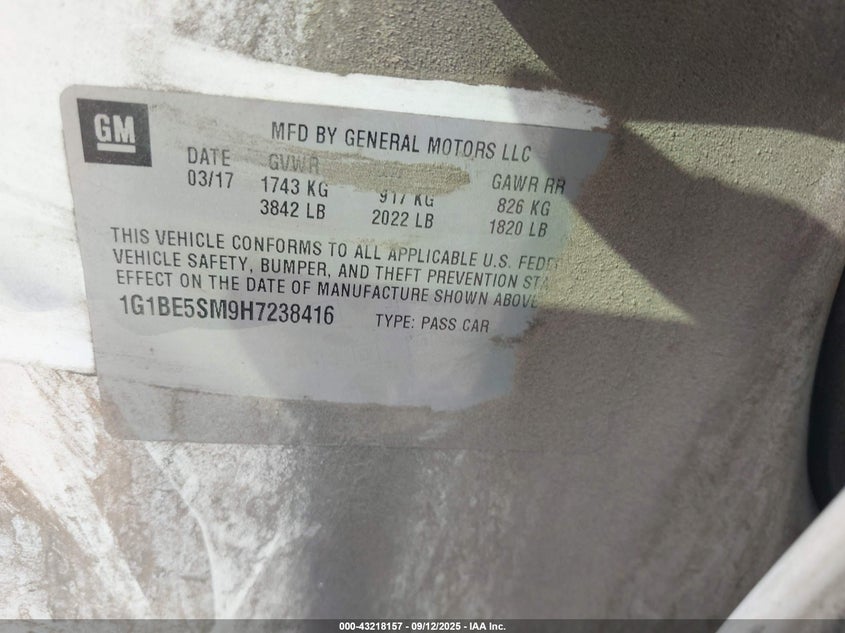 GM
MFD BY GENERAL MOTORS LLC
DATE GVWR GAWR RR
03/17 1743 KG 917 KG 826 KG
3842 LB 2022 LB 1820 LB
THIS VEHICLE CONFORMS TO ALL APPLICABLE U.S.
VEHICLE SAFETY, BUMPER, AND THEFT PREVENTION
EFFECT ON THE DATE OF MANUFACTURE SHOWN ABOVE
1G1BE5SM9H7238416 TYPE: PASS CAR
000-43218157 - 09/12/2025 - IAA Inc.